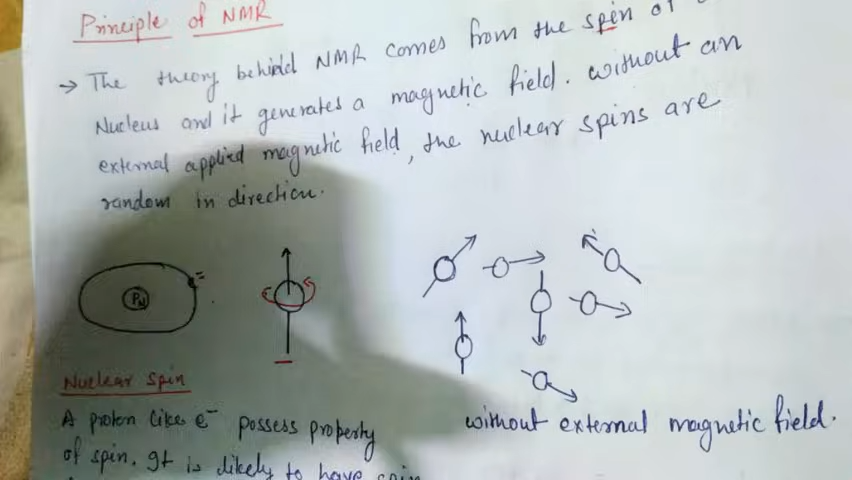 Principle of NMR
→ The theory behind NMR comes from the spin of a
Nucleus and it generates a magnetic field. without an
external applied magnetic field, the nuclear spins are
random in direction.
e⁻
Nuclear spin
A proton like e⁻ possess property
of spin. It is likely to have spin
without external magnetic field.